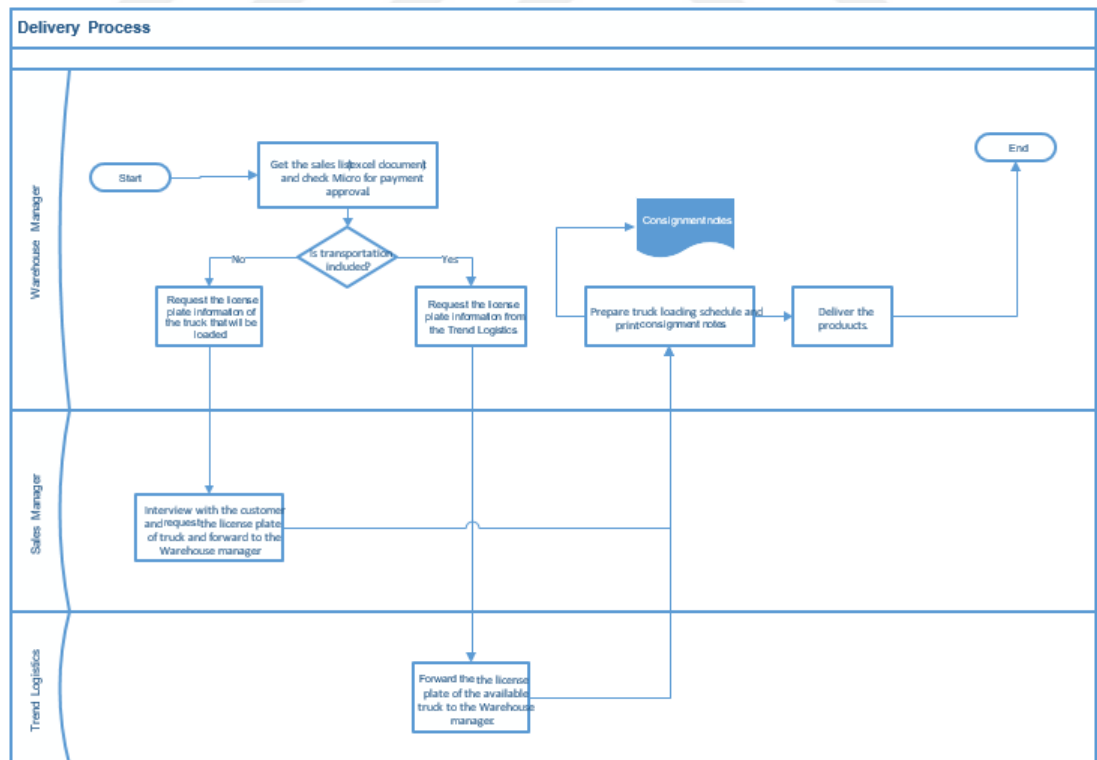 Delivery Process
Warehouse Manager
Start
Get the sales list(excel document)
and check Micro for payment
approval
Is transportation
included?
No
Yes
Request the license
plate information of
the truck that will be
loaded
Request the license
plate information from
the Trend Logistics
Consignment notes
Prepare truck loading schedule and
print consignment notes
Deliver the
prouucts.
End
Sales Manager
Interview with the customer
and request the license plate
of truck and forward to the
Warehouse manager
Trend Logistics
Forward the the license
plate of the available
truck to the Warehouse
manager.